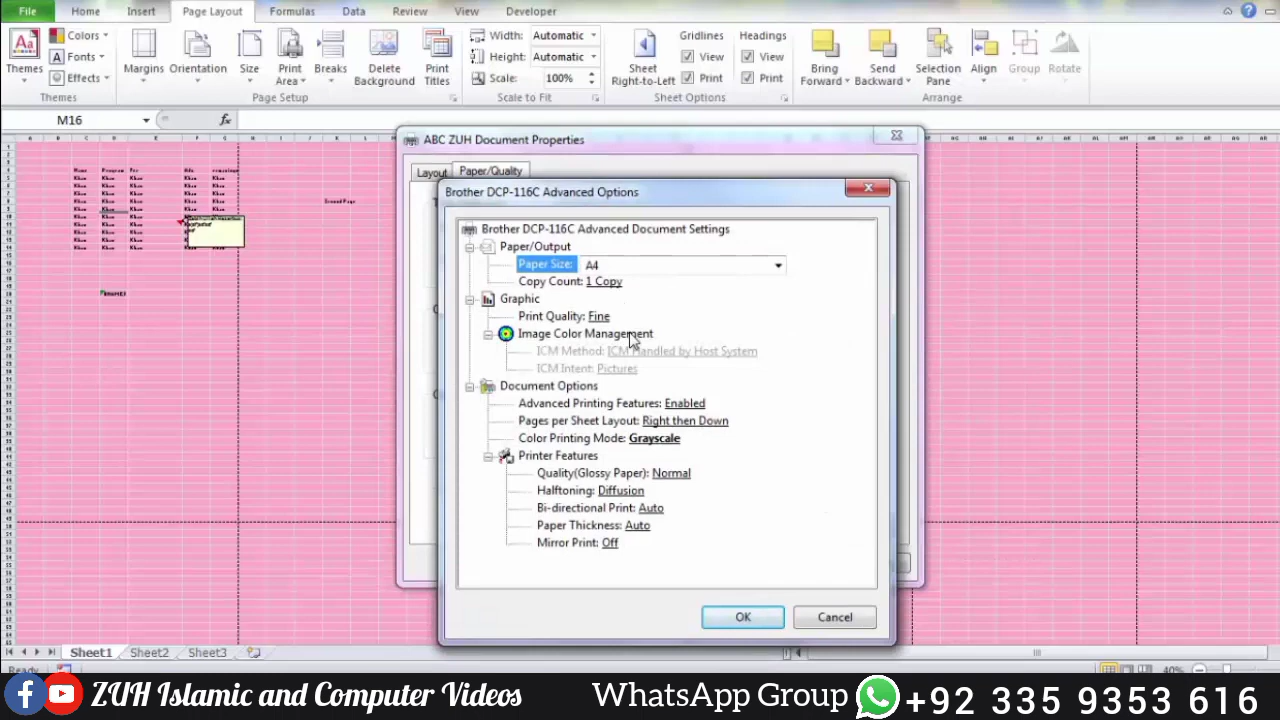 File Home Insert Page Layout Formulas Data Review View Developer
Colors Width: Automatic Gridlines Headings
Aa Fonts Height: Automatic View View
Themes Effects Margins Orientation Size Print Area Breaks Delete Background Print Titles Scale: 100% Sheet Right-to-Left Print Print Bring Forward Send Backward Selection Pane Align Group Rotate
Themes Page Setup Scale to Fit Sheet Options Arrange
M16 fx
ABC ZUH Document Properties
Layout Paper/Quality
Brother DCP-116C Advanced Options
Brother DCP-116C Advanced Document Settings
Paper/Output
Paper Size: A4
Copy Count: 1 Copy
Graphic
Print Quality: Fine
Image Color Management
ICM Method: ICM Handled by Host System
ICM Intent: Pictures
Document Options
Advanced Printing Features: Enabled
Pages per Sheet Layout: Right then Down
Color Printing Mode: Grayscale
Printer Features
Quality(Glossy Paper): Normal
Halftoning: Diffusion
Bi-directional Print: Auto
Paper Thickness: Auto
Mirror Print: Off
OK Cancel
Sheet1 Sheet2 Sheet3
Ready 40%
ZUH Islamic and Computer Videos WhatsApp Group +92 335 9353 616